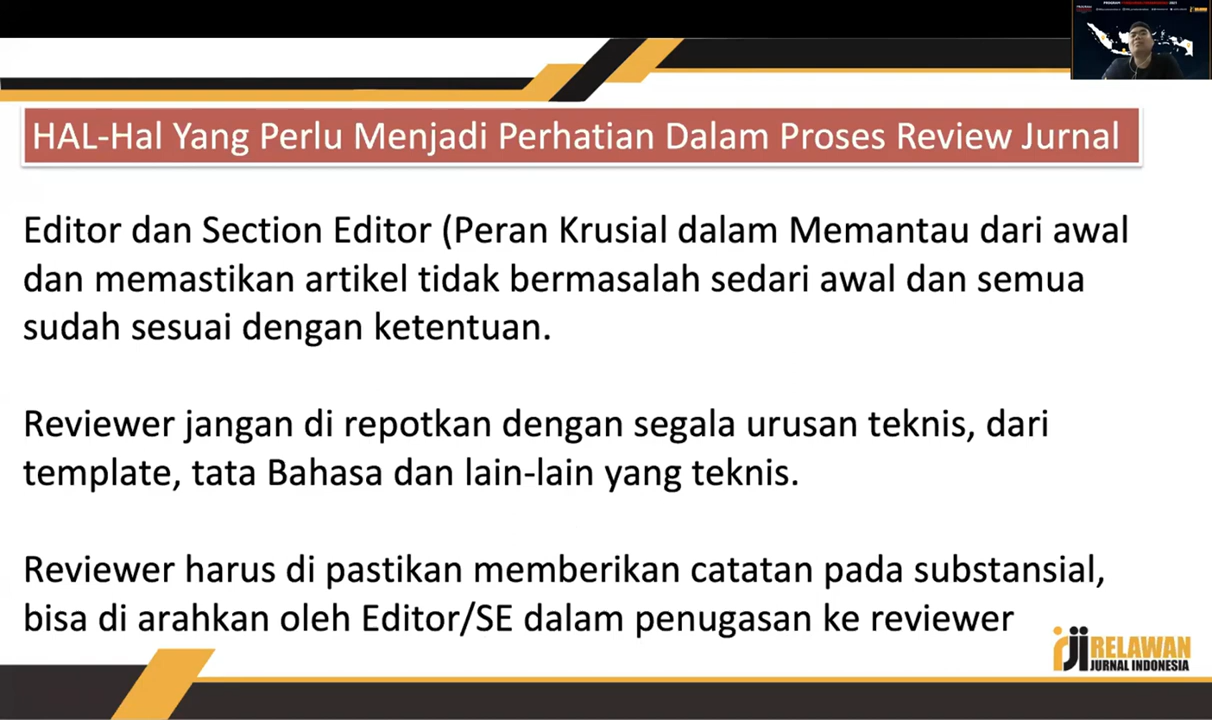 HAL-Hal Yang Perlu Menjadi Perhatian Dalam Proses Review Jurnal
Editor dan Section Editor (Peran Krusial dalam Memantau dari awal
dan memastikan artikel tidak bermasalah sedari awal dan semua
sudah sesuai dengan ketentuan.
Reviewer jangan di repotkan dengan segala urusan teknis, dari
template, tata Bahasa dan lain-lain yang teknis.
Reviewer harus di pastikan memberikan catatan pada substansial,
bisa di arahkan oleh Editor/SE dalam penugasan ke reviewer
RELAWAN
JURNAL INDONESIA